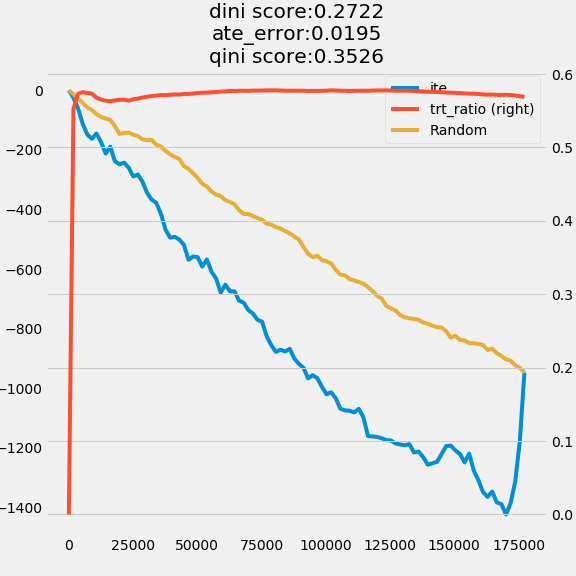 dini score:0.2722
ate_error:0.0195
qini score:0.3526
ite
trt_ratio (right)
Random
0
−200
−400
−600
−800
−1000
−1200
−1400
0.6
0.5
0.4
0.3
0.2
0.1
0.0
0 25000 50000 75000 100000 125000 150000 175000